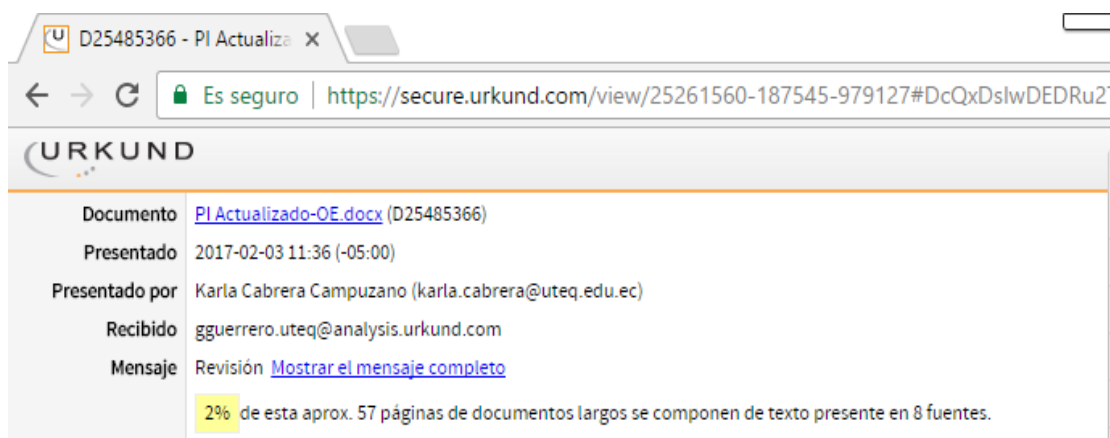 D25485366 - PI Actualiza
Es seguro | https://secure.urkund.com/view/25261560-187545-979127#DcQxDsIwDEDRu2
URKUND
Documento PI Actualizado-OE.docx (D25485366)
Presentado 2017-02-03 11:36 (-05:00)
Presentado por Karla Cabrera Campuzano (karla.cabrera@uteq.edu.ec)
Recibido gguerrero.uteq@analysis.urkund.com
Mensaje Revisión Mostrar el mensaje completo
2% de esta aprox. 57 páginas de documentos largos se componen de texto presente en 8 fuentes.